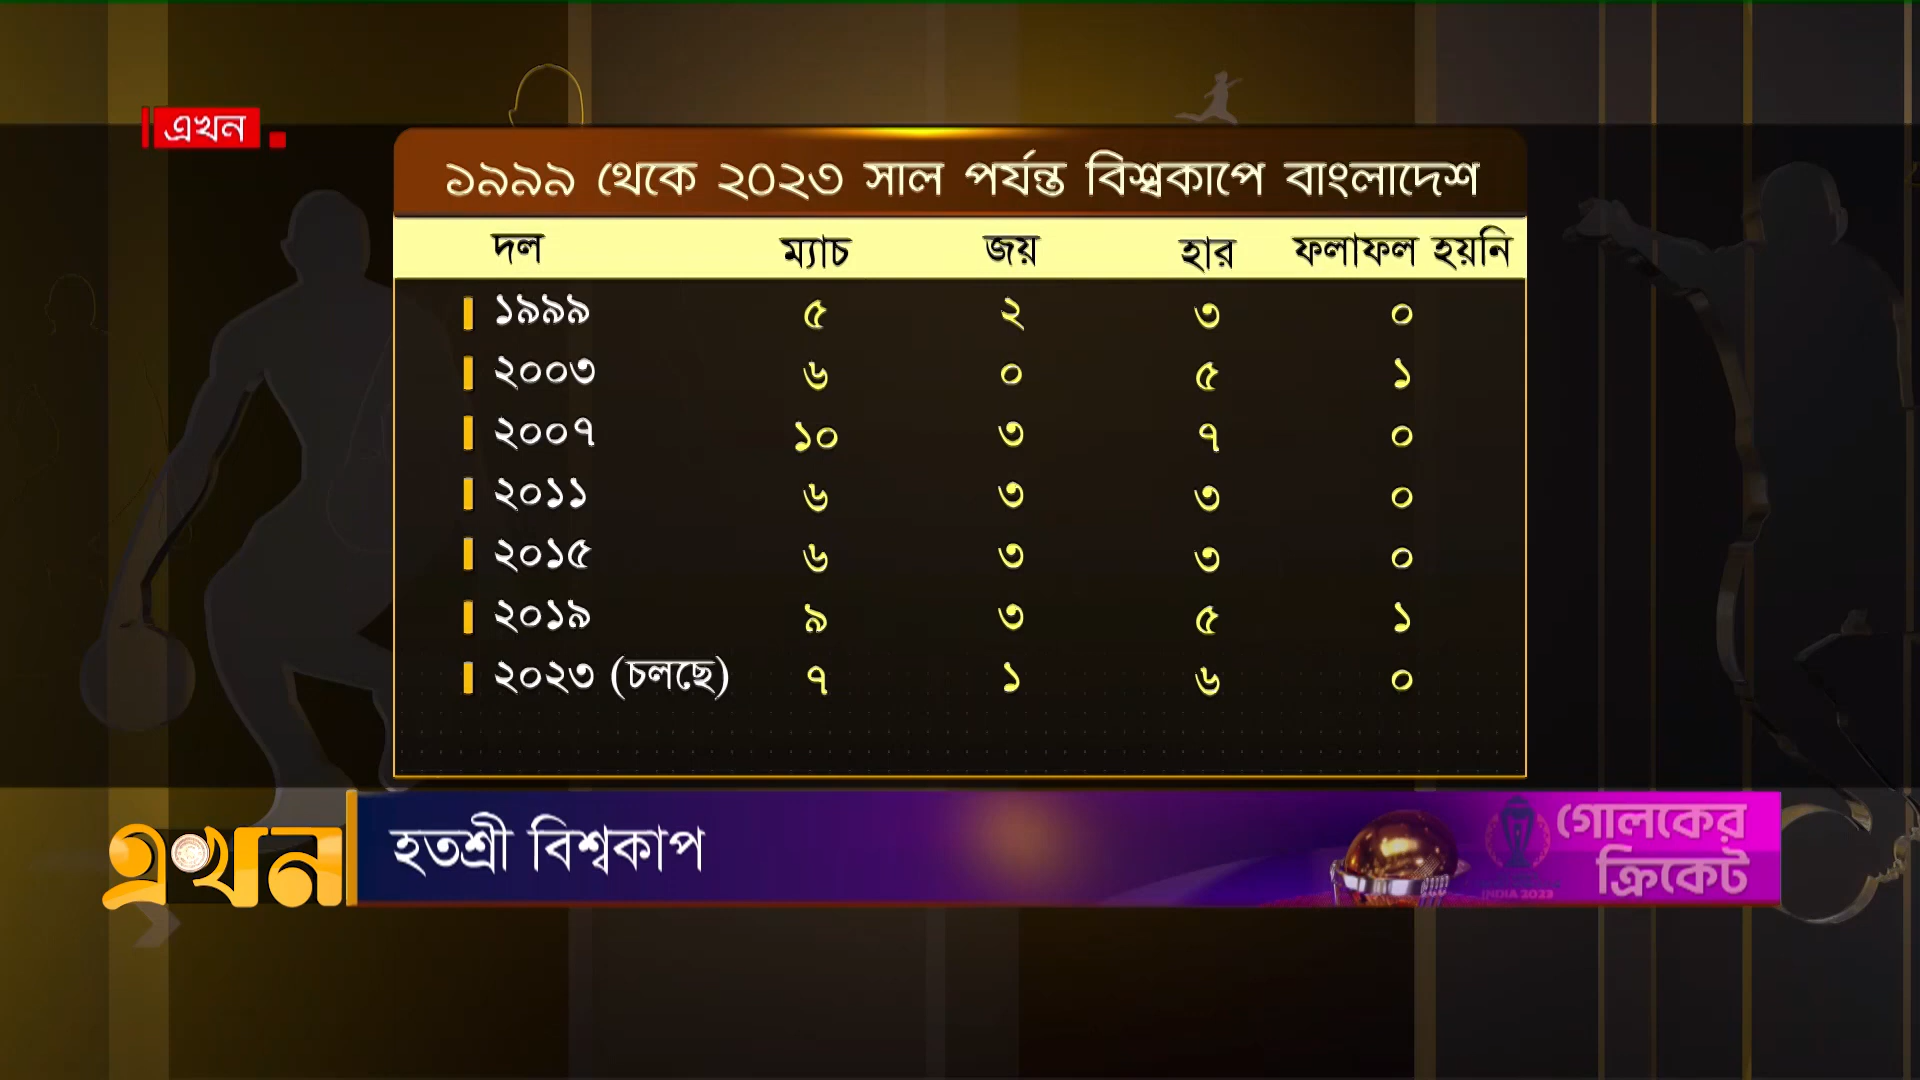 এখন
১৯৯৯ থেকে ২০২৩ সাল পর্যন্ত বিশ্বকাপে বাংলাদেশ
দল ম্যাচ জয় হার ফলাফল হয়নি
১৯৯৯ ৫ ২ ৩ ০
২০০৩ ৬ ০ ৫ ১
২০০৭ ১০ ৩ ৭ ০
২০১১ ৬ ৩ ৩ ০
২০১৫ ৬ ৩ ৩ ০
২০১৯ ৯ ৩ ৫ ১
২০২৩ (চলছে) ৭ ১ ৬ ০
এখন
হতশ্রী বিশ্বকাপ
গোলকের
ক্রিকেট
INDIA 2023